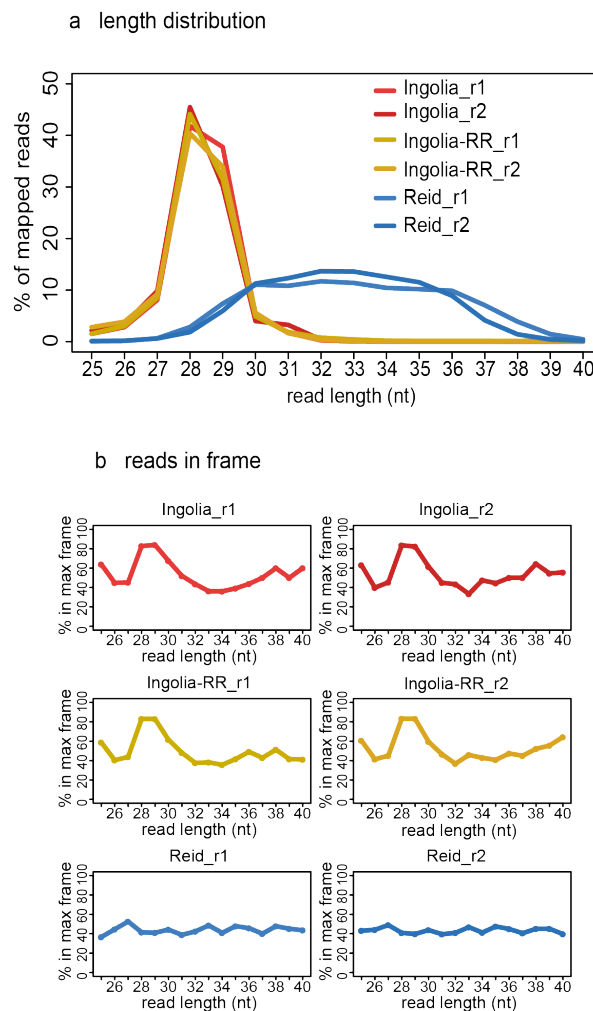 a length distribution
% of mapped reads
50
40
30
20
10
0
Ingolia_r1
Ingolia_r2
Ingolia-RR_r1
Ingolia-RR_r2
Reid_r1
Reid_r2
25 26 27 28 29 30 31 32 33 34 35 36 37 38 39 40
read length (nt)
b reads in frame
Ingolia_r1
% in max frame
0 20 40 60 80 100
26 28 30 32 34 36 38 40
read length (nt)
Ingolia_r2
% in max frame
0 20 40 60 80 100
26 28 30 32 34 36 38 40
read length (nt)
Ingolia-RR_r1
% in max frame
0 20 40 60 80 100
26 28 30 32 34 36 38 40
read length (nt)
Ingolia-RR_r2
% in max frame
0 20 40 60 80 100
26 28 30 32 34 36 38 40
read length (nt)
Reid_r1
% in max frame
0 20 40 60 80 100
26 28 30 32 34 36 38 40
read length (nt)
Reid_r2
% in max frame
0 20 40 60 80 100
26 28 30 32 34 36 38 40
read length (nt)